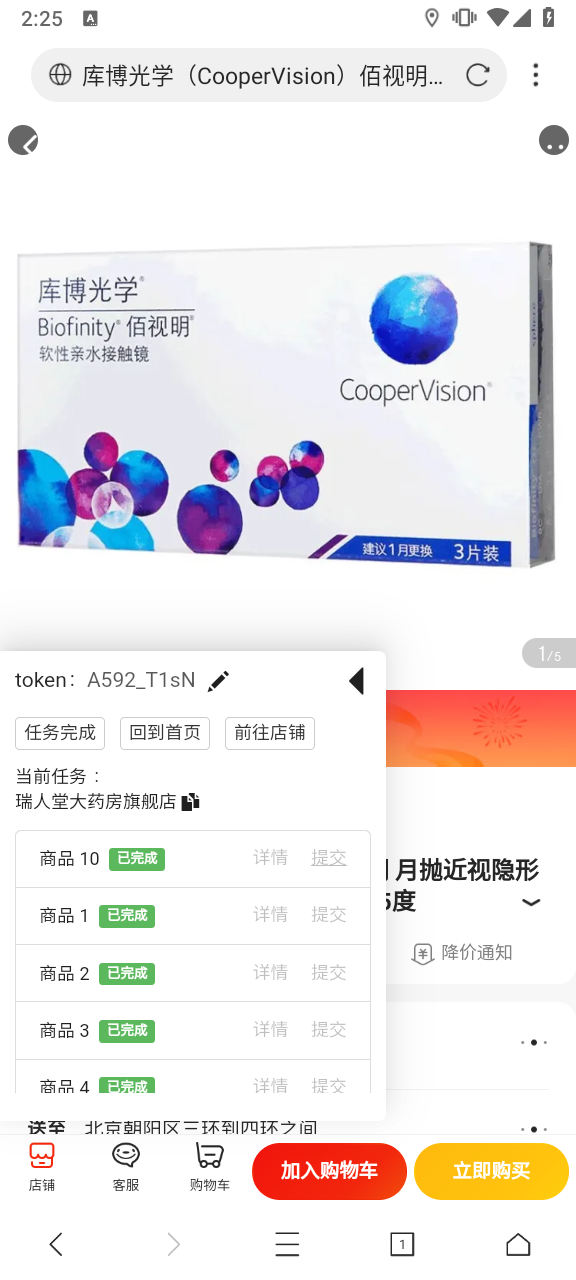 2:25
库博光学（CooperVision）佰视明...
库博光学®
Biofinity® 佰视明®
软性亲水接触镜
CooperVision®
建议1月更换 3片装
1/5
token： A592_T1sN
任务完成 回到首页 前往店铺
当前任务：
瑞人堂大药房旗舰店
商品 10 已完成 详情 提交
商品 1 已完成 详情 提交
商品 2 已完成 详情 提交
商品 3 已完成 详情 提交
商品 4 已完成 详情 提交
月抛近视隐形
度
降价通知
送至 北京朝阳区三环到四环之间
店铺 客服 购物车 加入购物车 立即购买
1